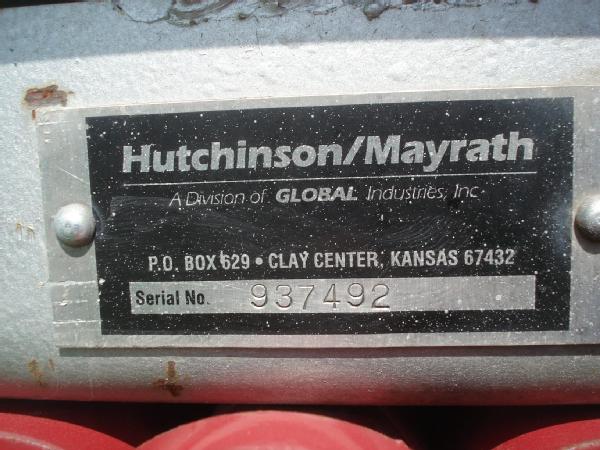 Hutchinson/Mayrath
A Division of GLOBAL Industries, Inc.
P.O. BOX 629 • CLAY CENTER, KANSAS 67432
Serial No. 937492